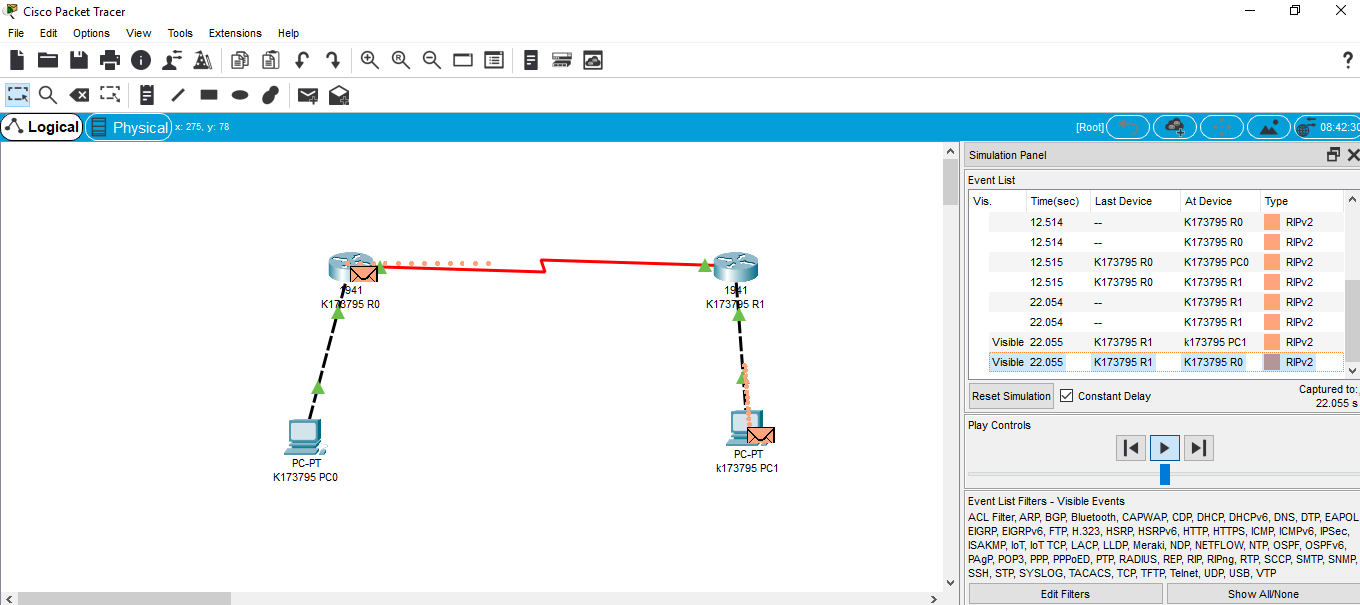 Cisco Packet Tracer
File Edit Options View Tools Extensions Help
Logical Physical x: 275, y: 78 [Root] 08:42:30
1941
K173795 R0
1941
K173795 R1
PC-PT
K173795 PC0
PC-PT
k173795 PC1
Simulation Panel
Event List
Vis. Time(sec) Last Device At Device Type
12.514 -- K173795 R0 RIPv2
12.514 -- K173795 R0 RIPv2
12.515 K173795 R0 K173795 PC0 RIPv2
12.515 K173795 R0 K173795 R1 RIPv2
22.054 -- K173795 R1 RIPv2
22.054 -- K173795 R1 RIPv2
Visible 22.055 K173795 R1 k173795 PC1 RIPv2
Visible 22.055 K173795 R1 K173795 R0 RIPv2
Reset Simulation Constant Delay Captured to:
22.055 s
Play Controls
Event List Filters - Visible Events
ACL Filter, ARP, BGP, Bluetooth, CAPWAP, CDP, DHCP, DHCPv6, DNS, DTP, EAPOL
EIGRP, EIGRPv6, FTP, H.323, HSRP, HSRPv6, HTTP, HTTPS, ICMP, ICMPv6, IPSec,
ISAKMP, IoT, IoT TCP, LACP, LLDP, Meraki, NDP, NETFLOW, NTP, OSPF, OSPFv6,
PAgP, POP3, PPP, PPPoED, PTP, RADIUS, REP, RIP, RIPng, RTP, SCCP, SMTP, SNMP,
SSH, STP, SYSLOG, TACACS, TCP, TFTP, Telnet, UDP, USB, VTP
Edit Filters Show All/None